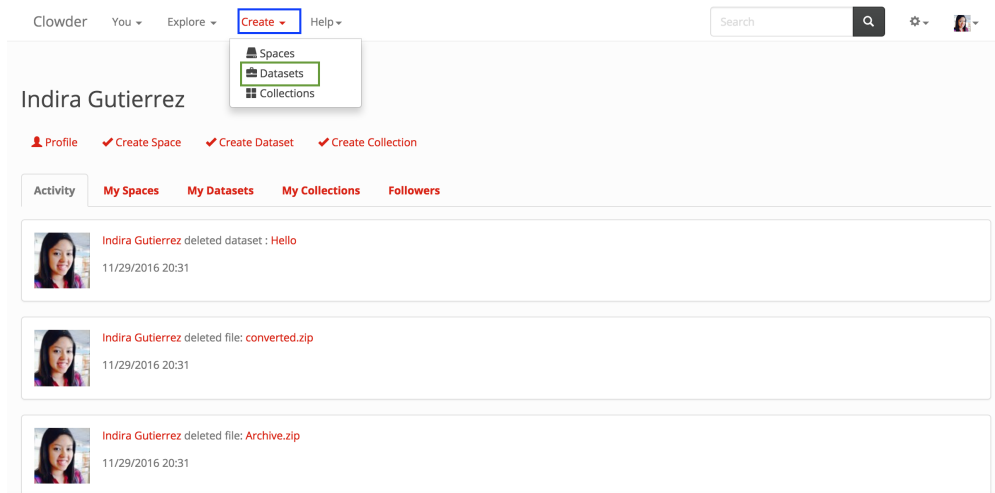 Clowder You Explore Create Help Search
Spaces
Datasets
Collections
Indira Gutierrez
Profile Create Space Create Dataset Create Collection
Activity My Spaces My Datasets My Collections Followers
Indira Gutierrez deleted dataset : Hello
11/29/2016 20:31
Indira Gutierrez deleted file: converted.zip
11/29/2016 20:31
Indira Gutierrez deleted file: Archive.zip
11/29/2016 20:31